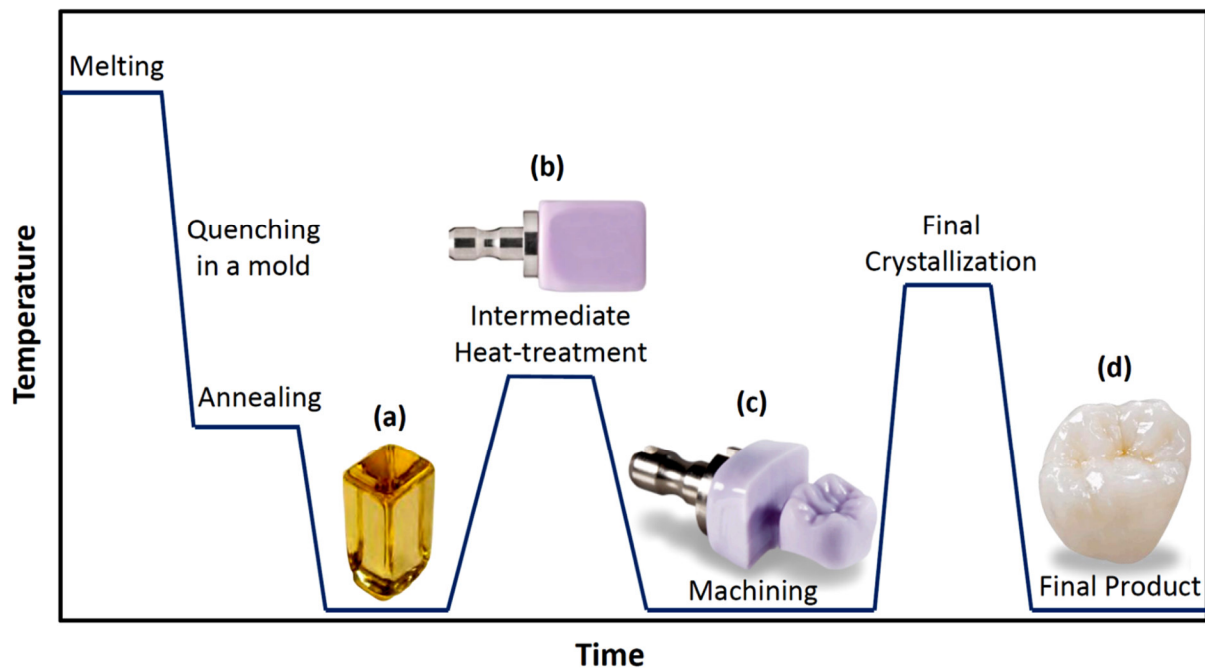 Melting
Quenching
in a mold
Annealing
(a)
(b)
Intermediate
Heat-treatment
(c)
Machining
Final
Crystallization
(d)
Final Product
Temperature
Time